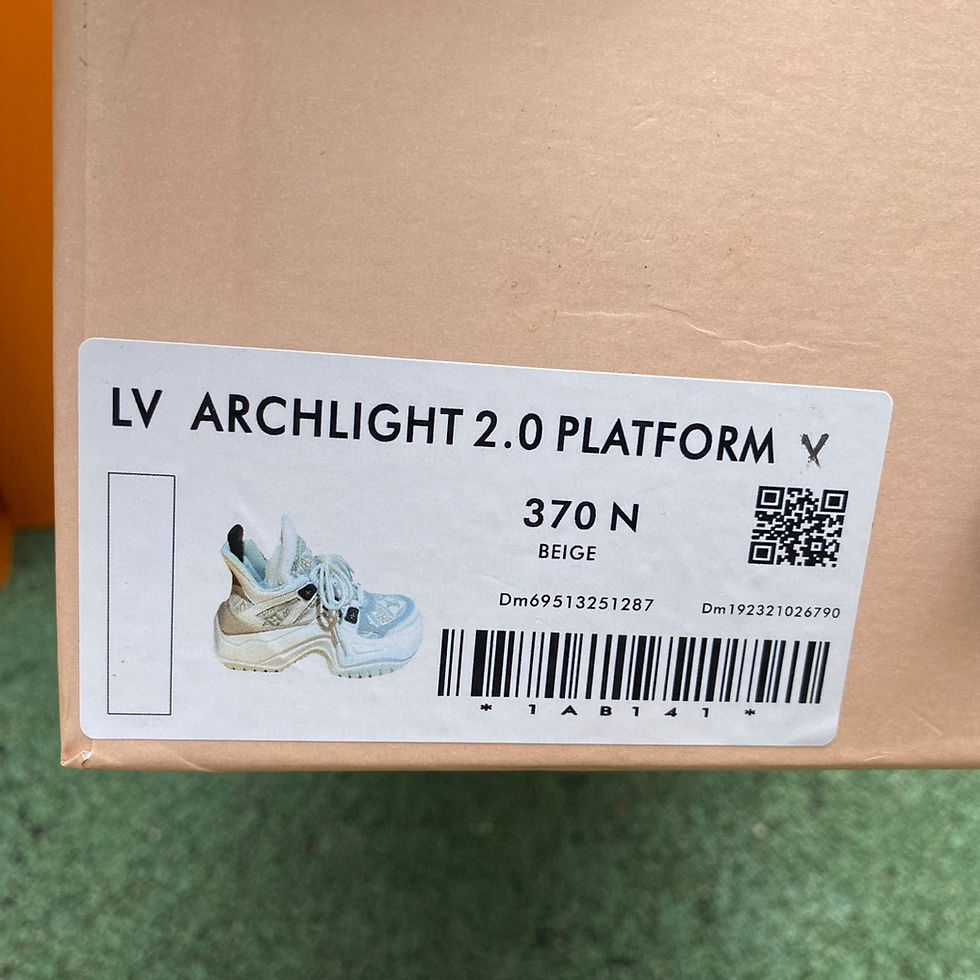 LV ARCHLIGHT 2.0 PLATFORM Y
370 N
BEIGE
Dm69513251287 Dm192321026790
* 1AB141 *